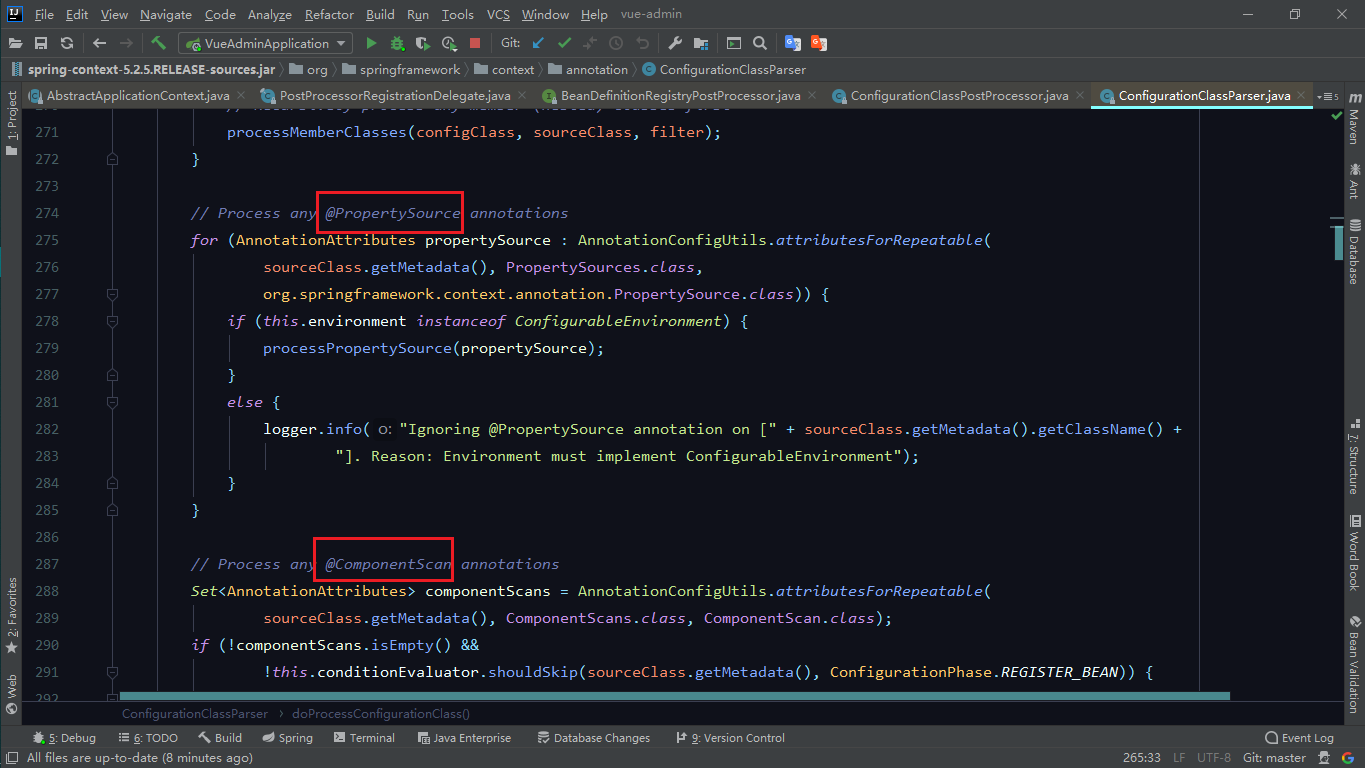 File Edit View Navigate Code Analyze Refactor Build Run Tools VCS Window Help vue-admin
VueAdminApplication Git:
spring-context-5.2.5.RELEASE-sources.jar org springframework context annotation ConfigurationClassParser
AbstractApplicationContext.java PostProcessorRegistrationDelegate.java BeanDefinitionRegistryPostProcessor.java ConfigurationClassPostProcessor.java ConfigurationClassParser.java 5
271 processMemberClasses(configClass, sourceClass, filter);
272 }
273
274 // Process any @PropertySource annotations
275 for (AnnotationAttributes propertySource : AnnotationConfigUtils.attributesForRepeatable(
276 sourceClass.getMetadata(), PropertySources.class,
277 org.springframework.context.annotation.PropertySource.class)) {
278 if (this.environment instanceof ConfigurableEnvironment) {
279 processPropertySource(propertySource);
280 }
281 else {
282 logger.info( o: "Ignoring @PropertySource annotation on [" + sourceClass.getMetadata().getClassName() +
283 "]. Reason: Environment must implement ConfigurableEnvironment");
284 }
285 }
286
287 // Process any @ComponentScan annotations
288 Set<AnnotationAttributes> componentScans = AnnotationConfigUtils.attributesForRepeatable(
289 sourceClass.getMetadata(), ComponentScans.class, ComponentScan.class);
290 if (!componentScans.isEmpty() &&
291 !this.conditionEvaluator.shouldSkip(sourceClass.getMetadata(), ConfigurationPhase.REGISTER_BEAN)) {
292
1: Project
2: Favorites
Web
Maven
Ant
Database
7: Structure
Word Book
Bean Validation
ConfigurationClassParser › doProcessConfigurationClass()
5: Debug 6: TODO Build Spring Terminal Java Enterprise Database Changes 9: Version Control Event Log
All files are up-to-date (8 minutes ago) 265:33 LF UTF-8 Git: master